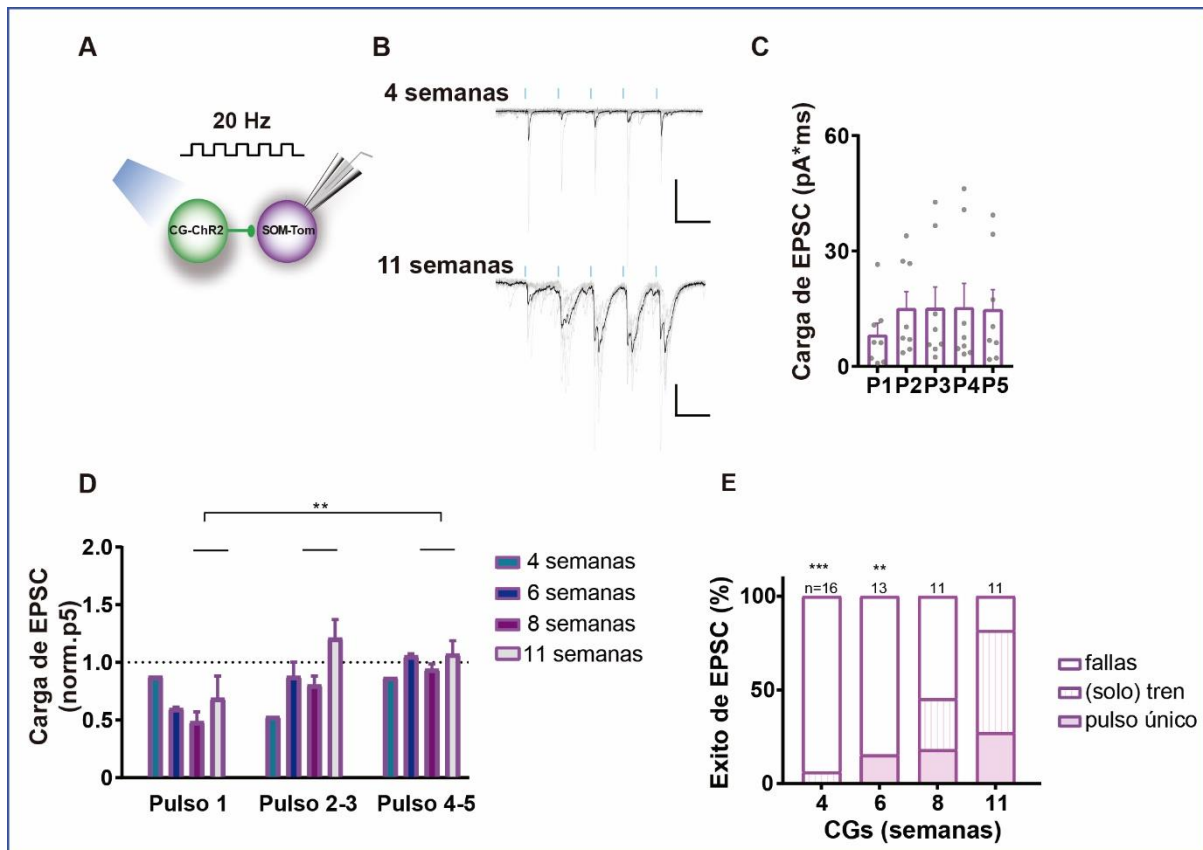 A
20 Hz
CG-ChR2
SOM-Tom
B
4 semanas
11 semanas
C
Carga de EPSC (pA*ms)
60
30
0
P1 P2 P3 P4 P5
D
**
Carga de EPSC
(norm.p5)
2.0
1.5
1.0
0.5
0
Pulso 1 Pulso 2-3 Pulso 4-5
4 semanas
6 semanas
8 semanas
11 semanas
E
*** **
n=16 13 11 11
Exito de EPSC (%)
100
50
0
4 6 8 11
CGs (semanas)
fallas
(solo) tren
pulso único